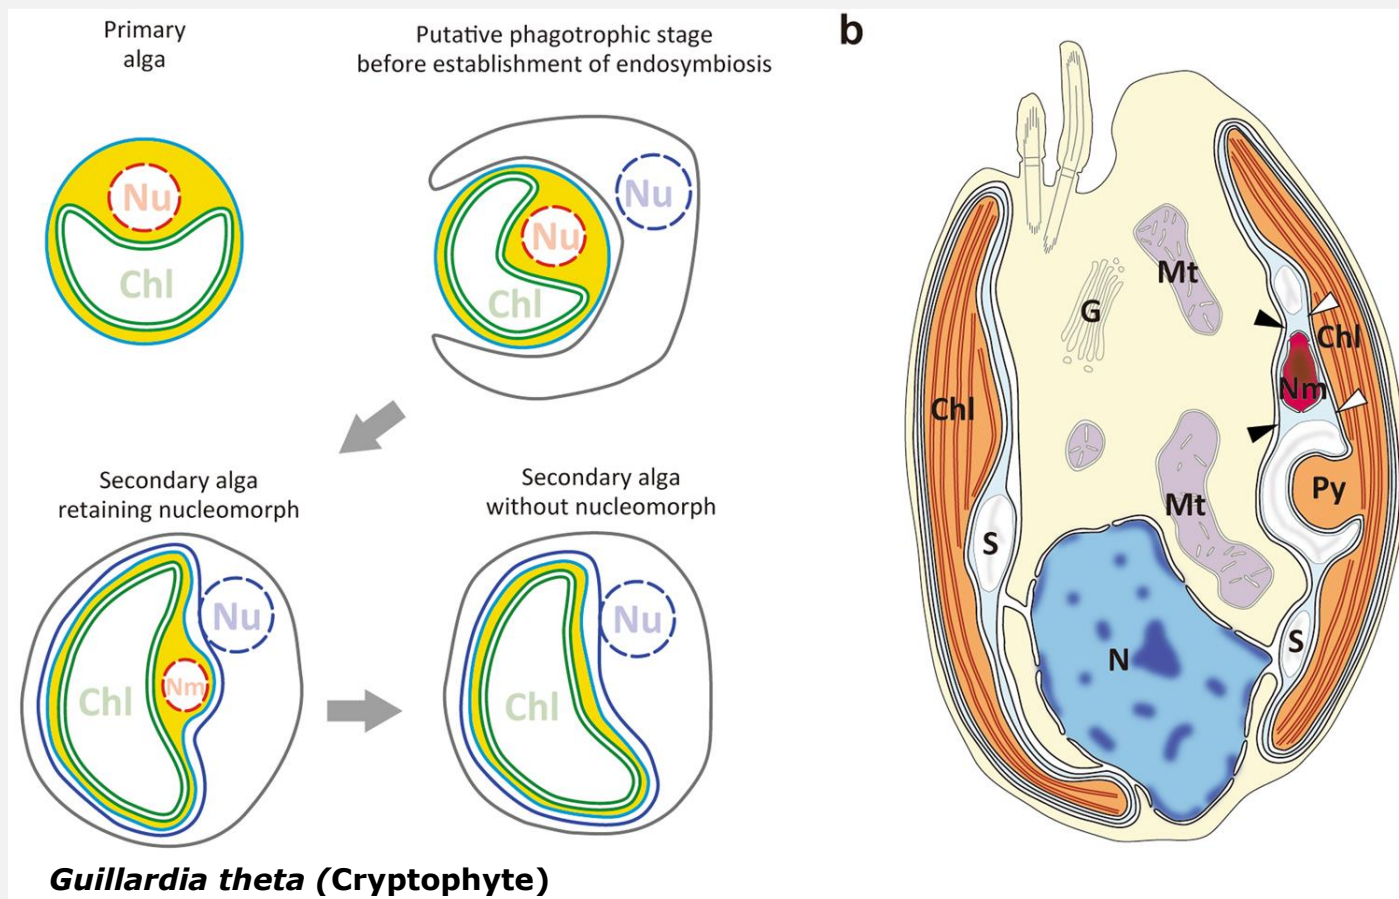 Primary
alga
Putative phagotrophic stage
before establishment of endosymbiosis
Nu
Chl
Nu
Nu
Chl
Secondary alga
retaining nucleomorph
Secondary alga
without nucleomorph
Nu
Chl
Nm
Nu
Chl
Guillardia theta (Cryptophyte)
b
Mt
G
Chl
Nm
Chl
Py
Mt
S
S
N